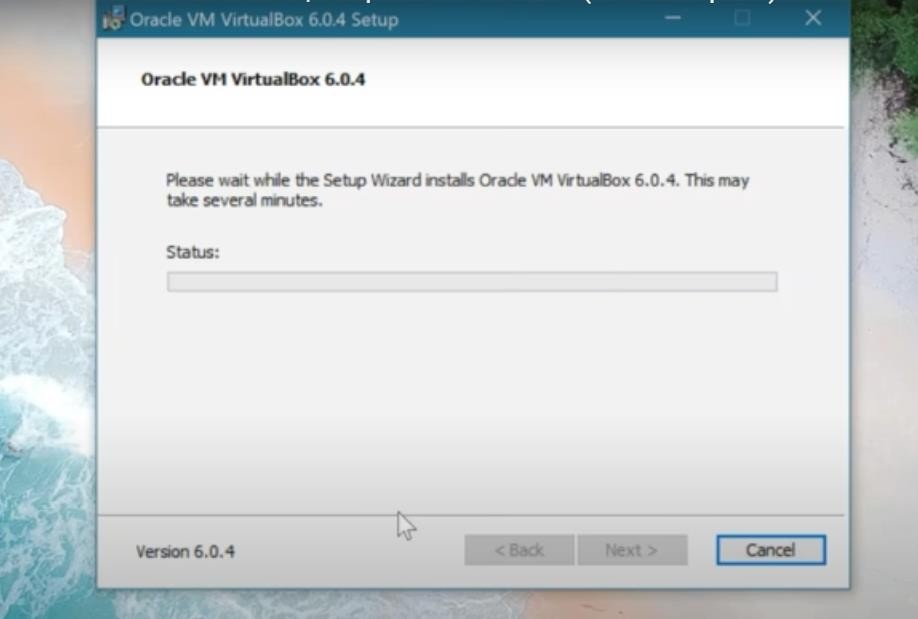 Oracle VM VirtualBox 6.0.4 Setup
Oracle VM VirtualBox 6.0.4
Please wait while the Setup Wizard installs Oracle VM VirtualBox 6.0.4. This may
take several minutes.
Status:
Version 6.0.4
< Back
Next >
Cancel